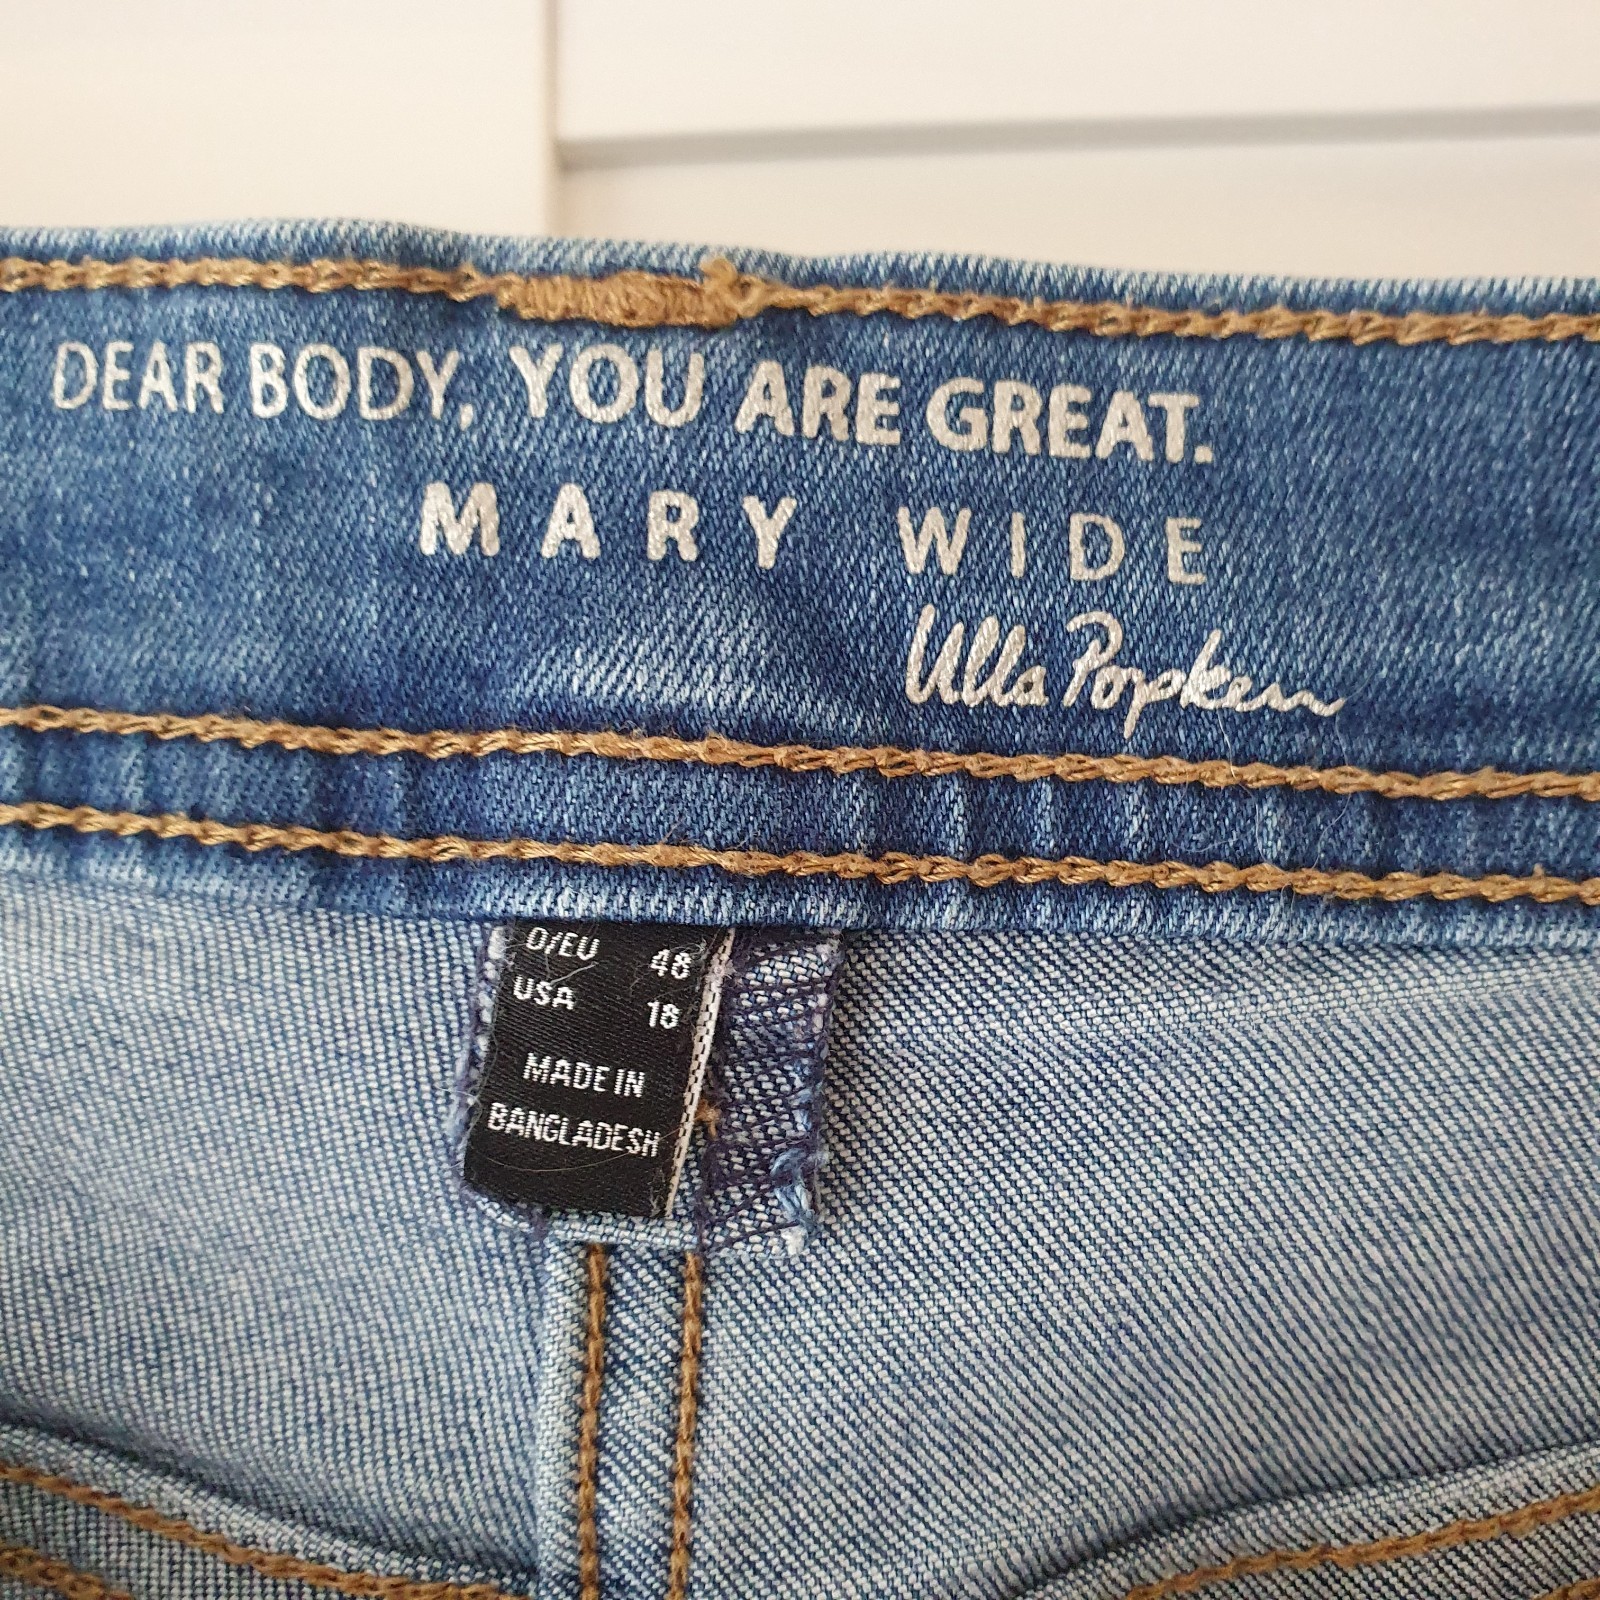 DEAR BODY, YOU ARE GREAT.
MARY WIDE
Ulla Popken
D/EU 48
USA 18
MADE IN
BANGLADESH